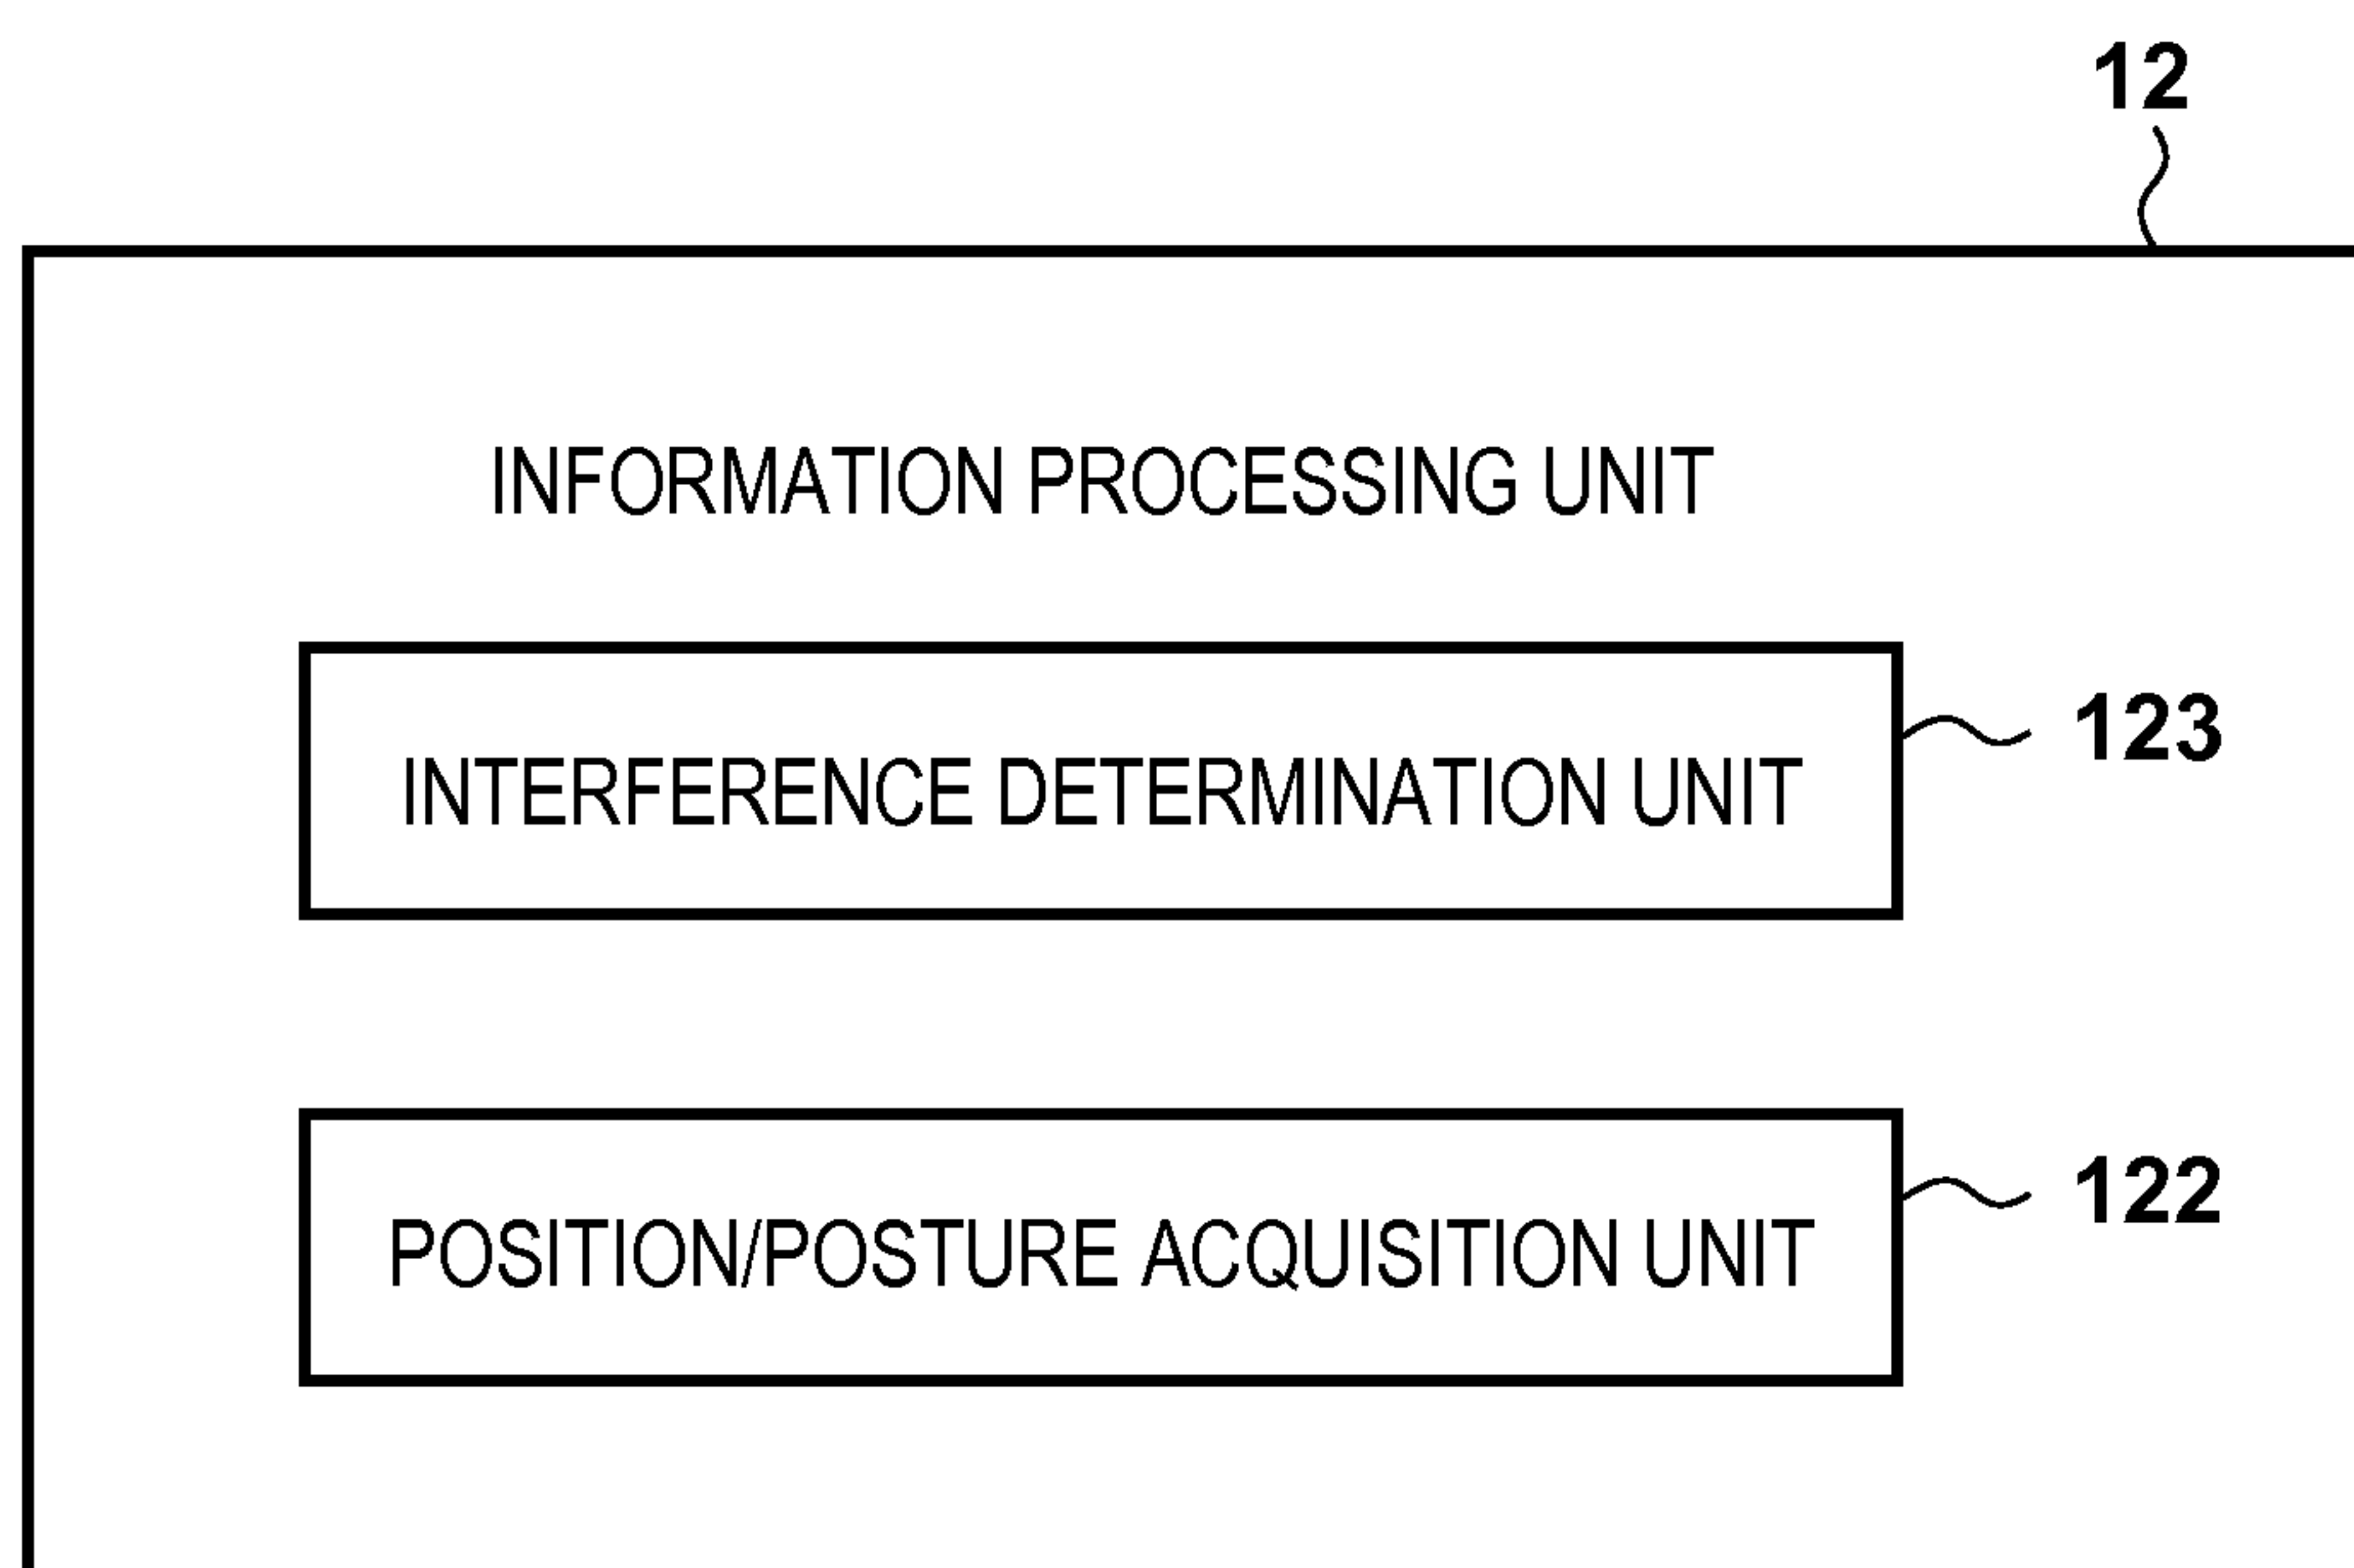 12
INFORMATION PROCESSING UNIT
INTERFERENCE DETERMINATION UNIT
123
POSITION/POSTURE ACQUISITION UNIT
122